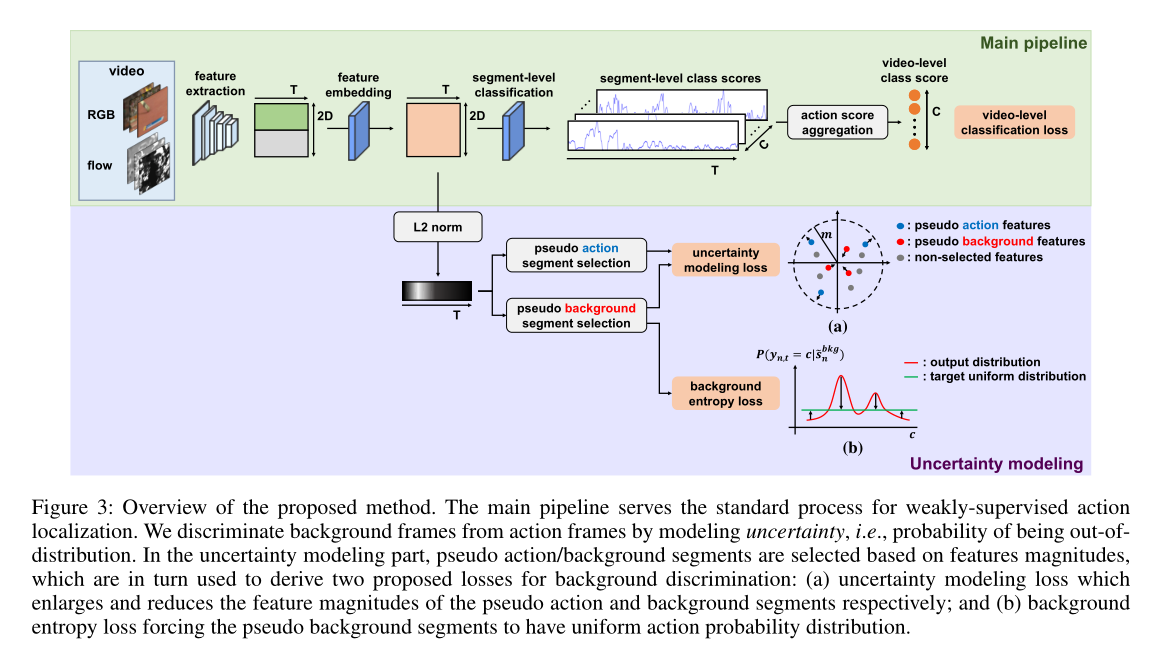 Main pipeline
video
RGB
flow
feature
extraction
T
2D
feature
embedding
T
2D
segment-level
classification
segment-level class scores
C
T
action score
aggregation
video-level
class score
C
video-level
classification loss
L2 norm
T
pseudo action
segment selection
pseudo background
segment selection
uncertainty
modeling loss
background
entropy loss
m
(a)
: pseudo action features
: pseudo background features
: non-selected features
P(y_{n,t} = c|s̃_n^{bkg})
c
(b)
: output distribution
: target uniform distribution
Uncertainty modeling
Figure 3: Overview of the proposed method. The main pipeline serves the standard process for weakly-supervised action
localization. We discriminate background frames from action frames by modeling uncertainty, i.e., probability of being out-of-
distribution. In the uncertainty modeling part, pseudo action/background segments are selected based on features magnitudes,
which are in turn used to derive two proposed losses for background discrimination: (a) uncertainty modeling loss which
enlarges and reduces the feature magnitudes of the pseudo action and background segments respectively; and (b) background
entropy loss forcing the pseudo background segments to have uniform action probability distribution.